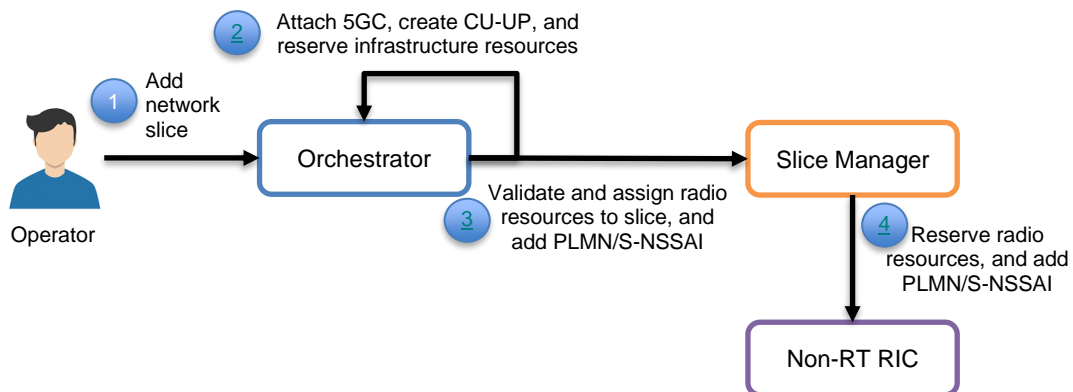 2
Attach 5GC, create CU-UP, and
reserve infrastructure resources
1
Add
network
slice
Operator
Orchestrator
Slice Manager
3
Validate and assign radio
resources to slice, and
add PLMN/S-NSSAI
4
Reserve radio
resources, and add
PLMN/S-NSSAI
Non-RT RIC